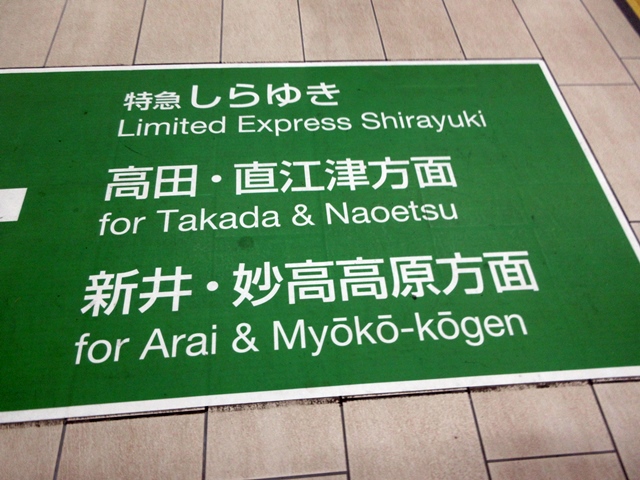 特急しらゆき
Limited Express Shirayuki
高田・直江津方面
for Takada & Naoetsu
新井・妙高高原方面
for Arai & Myōkō-kōgen